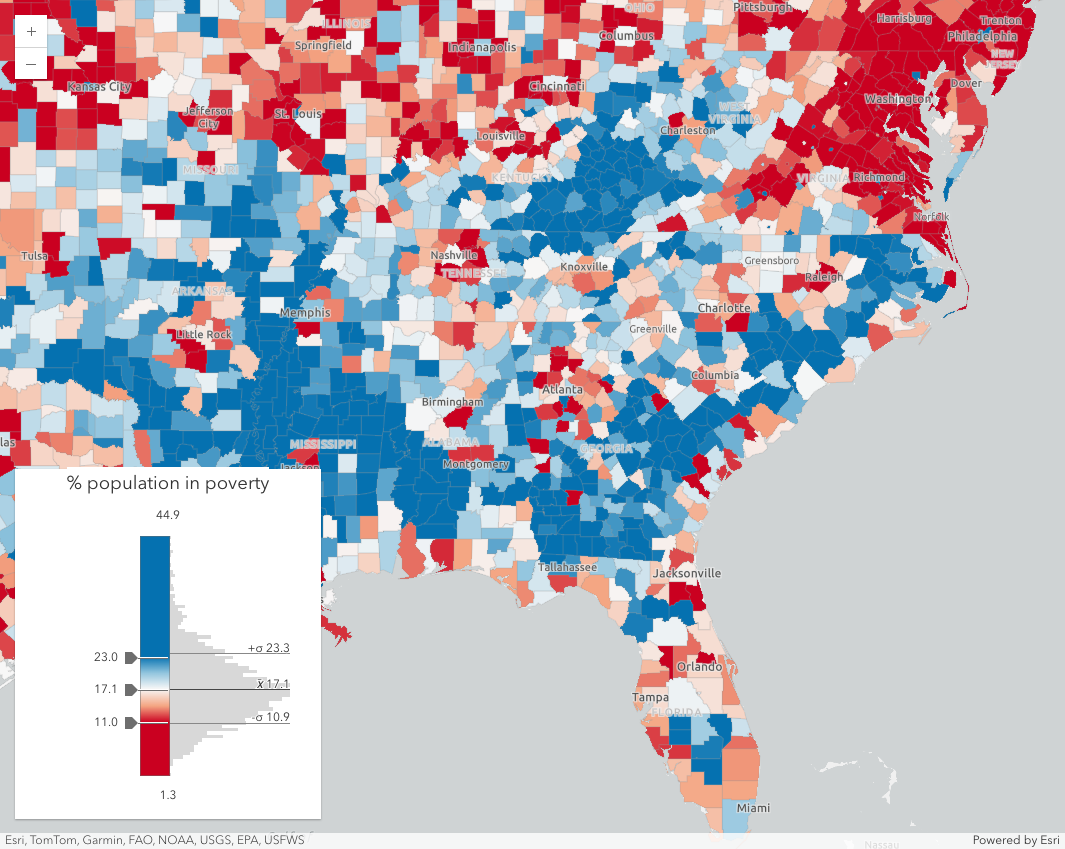 Pittsburgh
OHIO
Harrisburg
Trenton
ILLINOIS
Columbus
Philadelphia
+
Springfield
Indianapolis
NEW
JERSEY
−
Kansas City
Cincinnati
Dover
Washington
Jefferson
City
St. Louis
WEST
VIRGINIA
Charleston
Louisville
MISSOURI
KENTUCKY
VIRGINIA
Richmond
Norfolk
Tulsa
Nashville
TENNESSEE
Knoxville
Greensboro
Raleigh
ARKANSAS
Memphis
Charlotte
Little Rock
Greenville
Columbia
Atlanta
Birmingham
las
MISSISSIPPI
ALABAMA
GEORGIA
Jackson
Montgomery
% population in poverty
44.9
Tallahassee
Jacksonville
+σ 23.3
23.0
x̄ 17.1
17.1
-σ 10.9
11.0
1.3
Orlando
Tampa
FLORIDA
Miami
Esri, TomTom, Garmin, FAO, NOAA, USGS, EPA, USFWS
Powered by Esri
Nassau